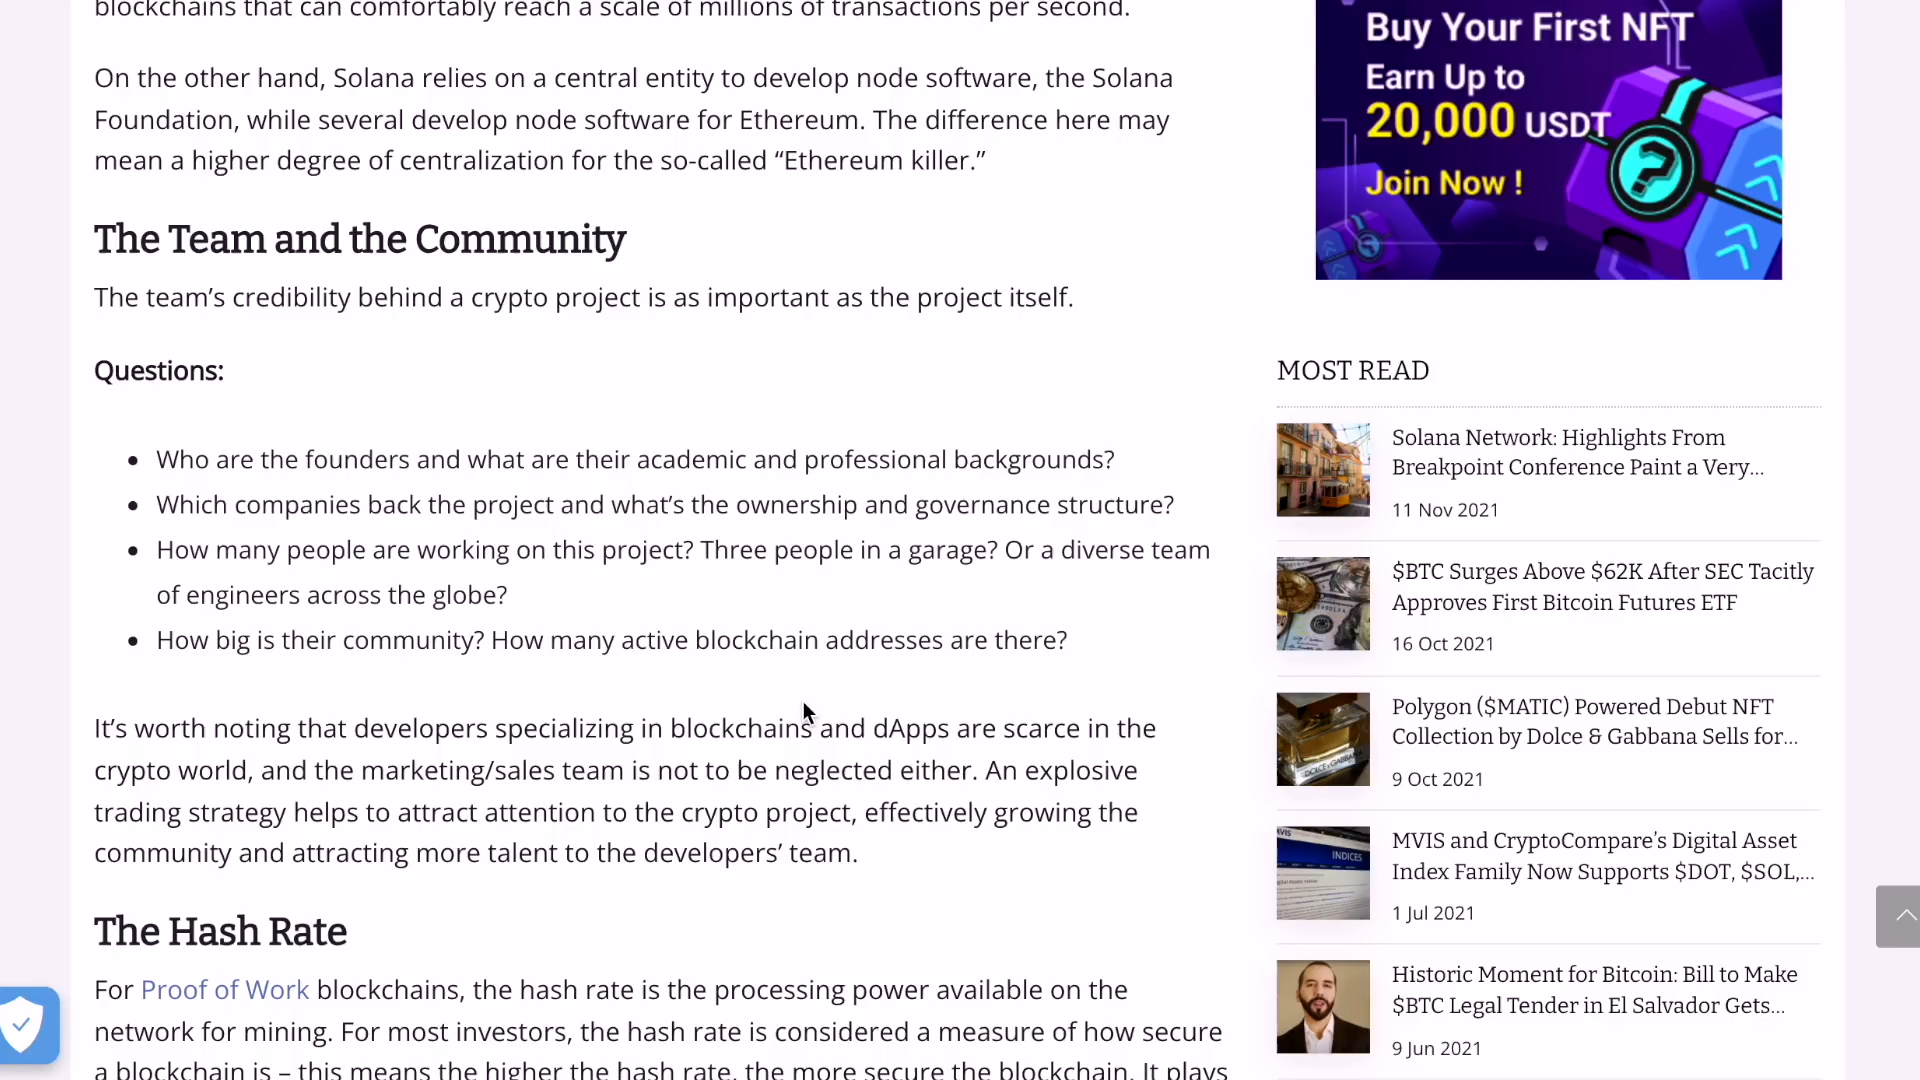 blockchains that can comfortably reach a scale of millions of transactions per second.
On the other hand, Solana relies on a central entity to develop node software, the Solana
Foundation, while several develop node software for Ethereum. The difference here may
mean a higher degree of centralization for the so-called “Ethereum killer.”
The Team and the Community
The team’s credibility behind a crypto project is as important as the project itself.
Questions:
• Who are the founders and what are their academic and professional backgrounds?
• Which companies back the project and what’s the ownership and governance structure?
• How many people are working on this project? Three people in a garage? Or a diverse team
of engineers across the globe?
• How big is their community? How many active blockchain addresses are there?
It’s worth noting that developers specializing in blockchains and dApps are scarce in the
crypto world, and the marketing/sales team is not to be neglected either. An explosive
trading strategy helps to attract attention to the crypto project, effectively growing the
community and attracting more talent to the developers’ team.
The Hash Rate
For Proof of Work blockchains, the hash rate is the processing power available on the
network for mining. For most investors, the hash rate is considered a measure of how secure
a blockchain is – this means the higher the hash rate, the more secure the blockchain. It plays
Buy Your First NFT
Earn Up to
20,000 USDT
Join Now !
?
MOST READ
Solana Network: Highlights From
Breakpoint Conference Paint a Very...
11 Nov 2021
$BTC Surges Above $62K After SEC Tacitly
Approves First Bitcoin Futures ETF
16 Oct 2021
Polygon ($MATIC) Powered Debut NFT
Collection by Dolce & Gabbana Sells for...
9 Oct 2021
DOLCE & GABBANA
MVIS and CryptoCompare’s Digital Asset
Index Family Now Supports $DOT, $SOL,...
1 Jul 2021
MVIS
INDICES
Historic Moment for Bitcoin: Bill to Make
$BTC Legal Tender in El Salvador Gets...
9 Jun 2021